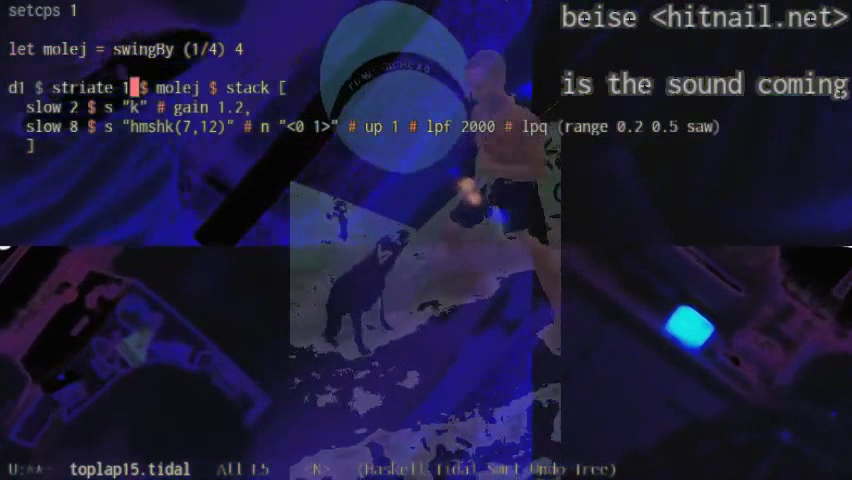 setcps 1
let molej = swingBy (1/4) 4
d1 $ striate 1 $ molej $ stack [
slow 2 $ s "k" # gain 1.2,
slow 8 $ s "hmshk(7,12)" # n "<0 1>" # up 1 # lpf 2000 # lpq (range 0.2 0.5 saw)
]
beise <hitnail.net>
is the sound coming
U:**- toplap15.tidal All L5 <N> (Haskell Tidal Smrt Undo Tree)